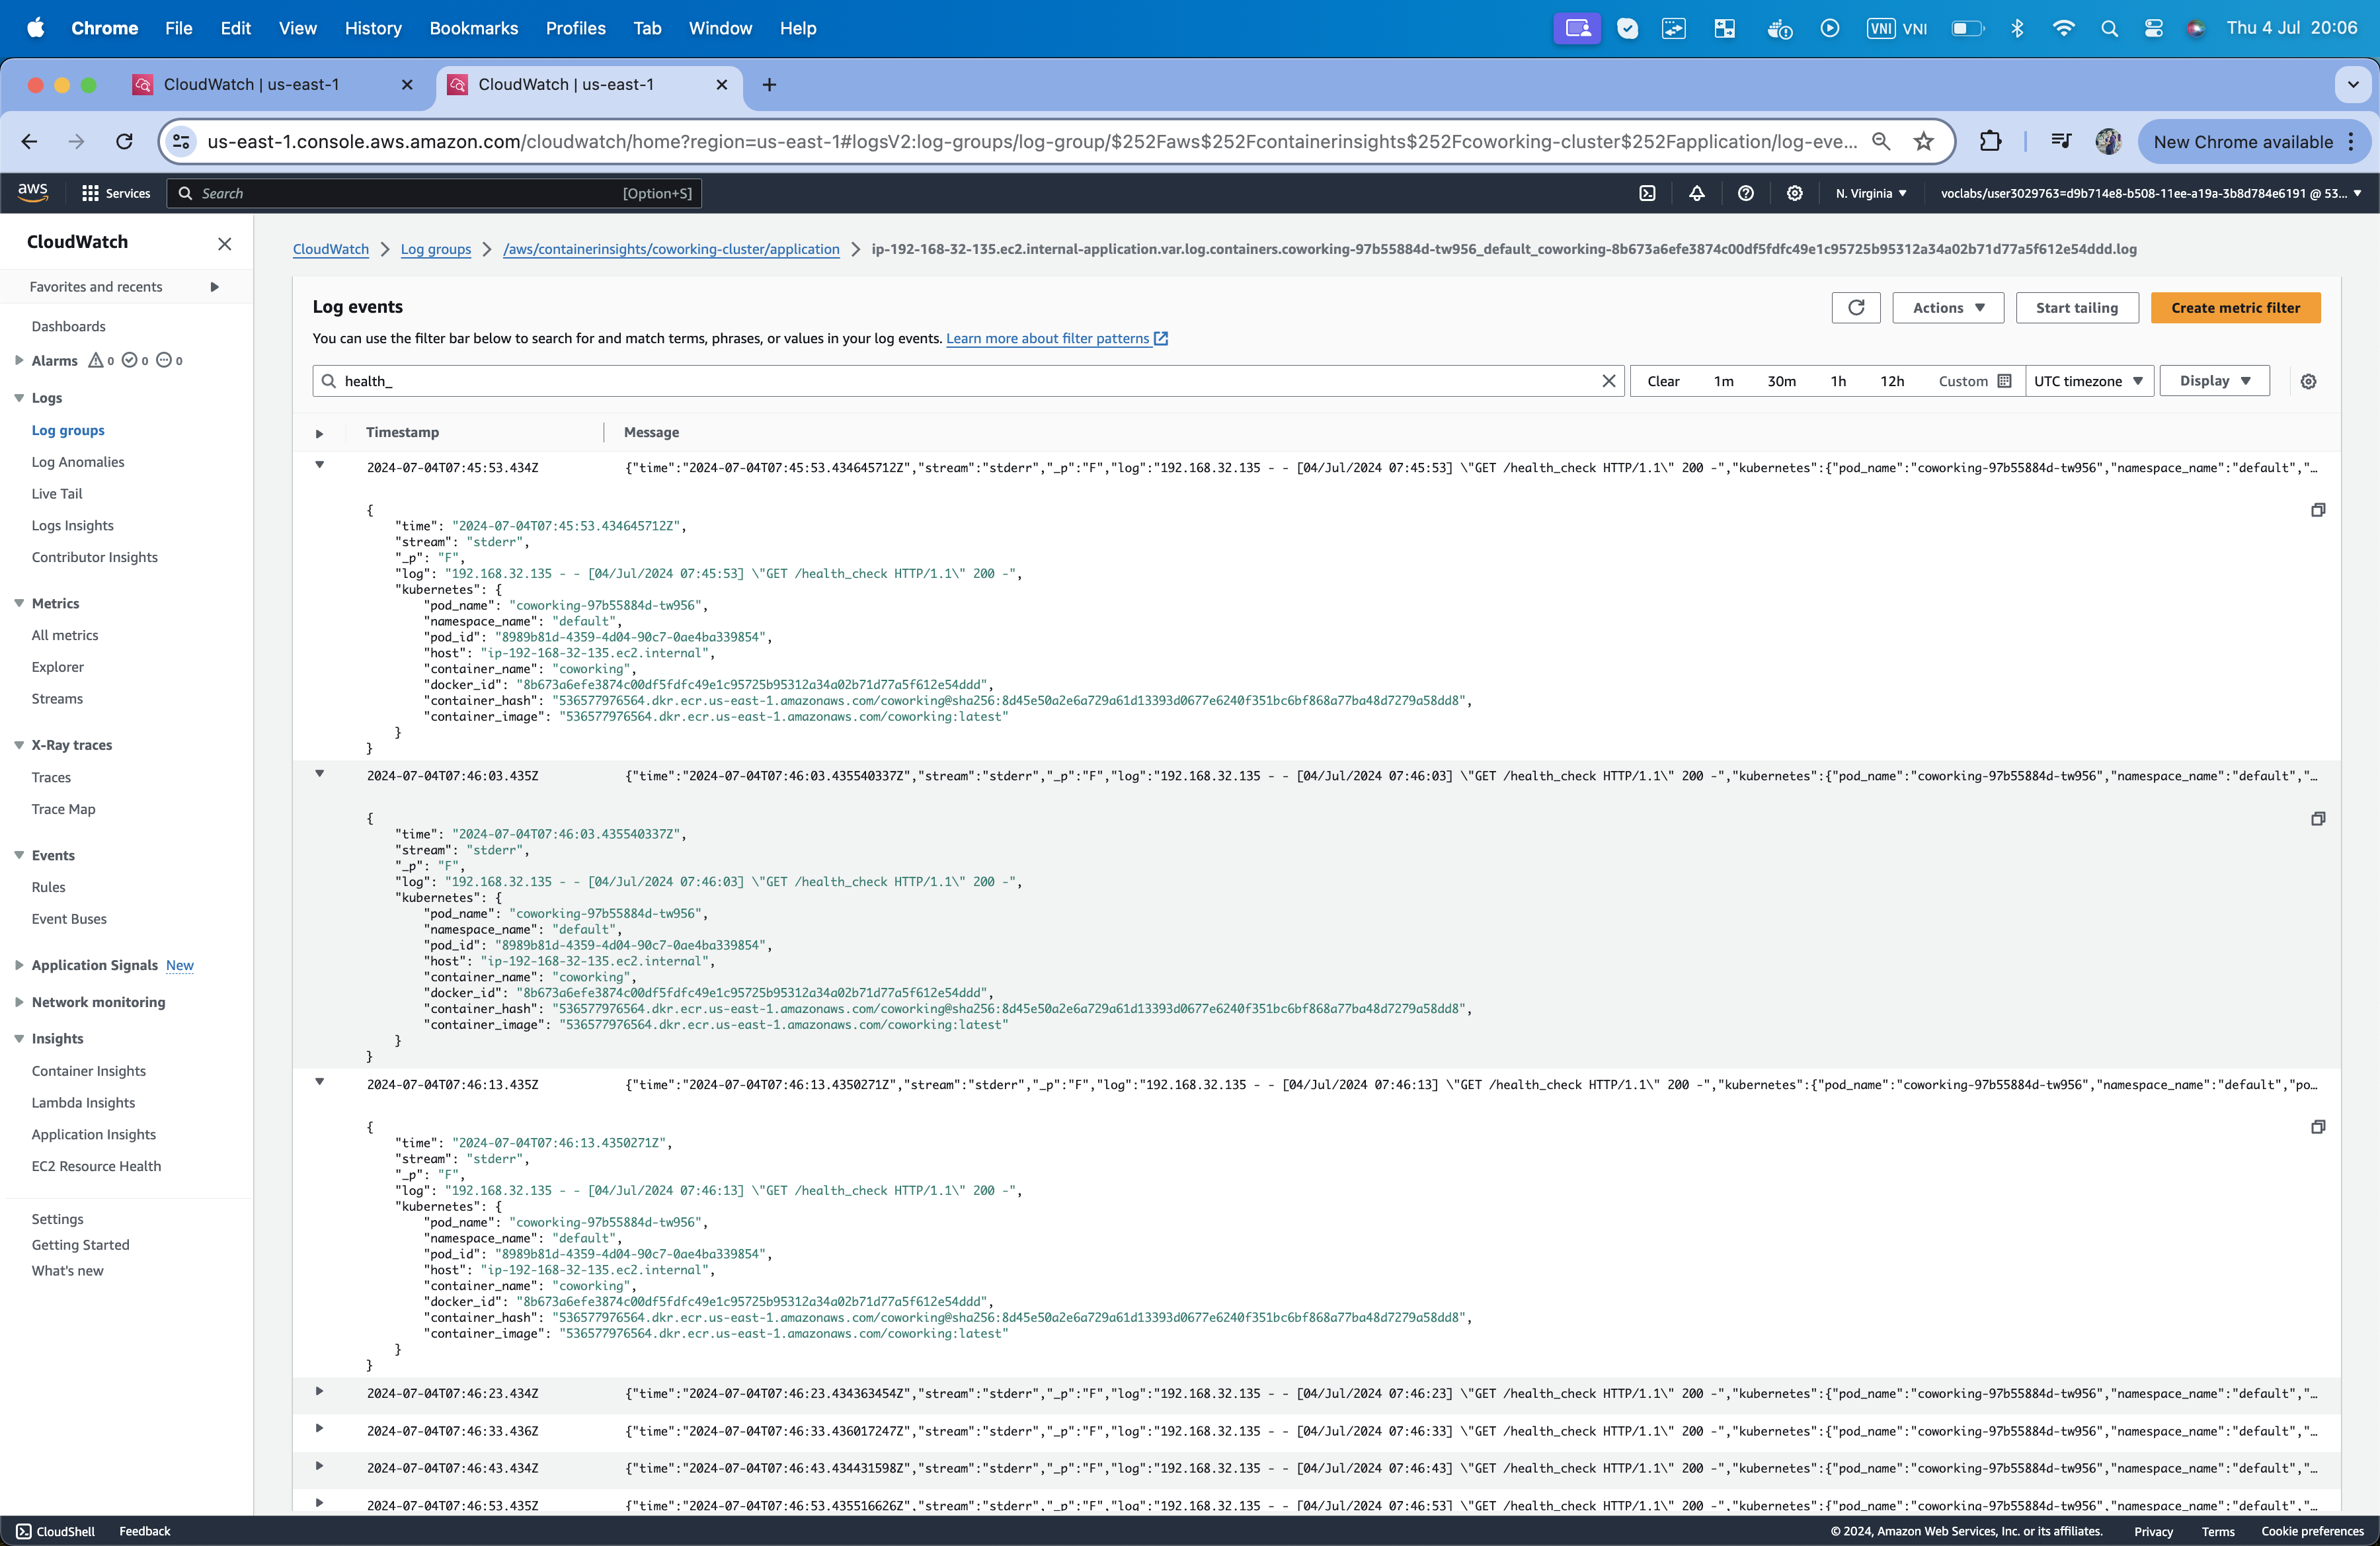 Chrome File Edit View History Bookmarks Profiles Tab Window Help VNI VNI Thu 4 Jul 20:06
CloudWatch | us-east-1 CloudWatch | us-east-1
us-east-1.console.aws.amazon.com/cloudwatch/home?region=us-east-1#logsV2:log-groups/log-group/$252Faws$252Fcontainerinsights$252Fcoworking-cluster$252Fapplication/log-eve... New Chrome available
aws Services Search [Option+S] N. Virginia voclabs/user3029763=d9b714e8-b508-11ee-a19a-3b8d784e6191 @ 53...
CloudWatch
Favorites and recents
Dashboards
Alarms 0 0 0
Logs
Log groups
Log Anomalies
Live Tail
Logs Insights
Contributor Insights
Metrics
All metrics
Explorer
Streams
X-Ray traces
Traces
Trace Map
Events
Rules
Event Buses
Application Signals New
Network monitoring
Insights
Container Insights
Lambda Insights
Application Insights
EC2 Resource Health
Settings
Getting Started
What's new
CloudWatch Log groups /aws/containerinsights/coworking-cluster/application ip-192-168-32-135.ec2.internal-application.var.log.containers.coworking-97b55884d-tw956_default_coworking-8b673a6efe3874c00df5fdfc49e1c95725b95312a34a02b71d77a5f612e54ddd.log
Log events
Actions Start tailing Create metric filter
You can use the filter bar below to search for and match terms, phrases, or values in your log events. Learn more about filter patterns
health_ Clear 1m 30m 1h 12h Custom UTC timezone Display
Timestamp Message
2024-07-04T07:45:53.434Z {"time":"2024-07-04T07:45:53.434645712Z","stream":"stderr","_p":"F","log":"192.168.32.135 - - [04/Jul/2024 07:45:53] \"GET /health_check HTTP/1.1\" 200 -","kubernetes":{"pod_name":"coworking-97b55884d-tw956","namespace_name":"default","...
{
"time": "2024-07-04T07:45:53.434645712Z",
"stream": "stderr",
"_p": "F",
"log": "192.168.32.135 - - [04/Jul/2024 07:45:53] \"GET /health_check HTTP/1.1\" 200 -",
"kubernetes": {
"pod_name": "coworking-97b55884d-tw956",
"namespace_name": "default",
"pod_id": "8989b81d-4359-4d04-90c7-0ae4ba339854",
"host": "ip-192-168-32-135.ec2.internal",
"container_name": "coworking",
"docker_id": "8b673a6efe3874c00df5fdfc49e1c95725b95312a34a02b71d77a5f612e54ddd",
"container_hash": "536577976564.dkr.ecr.us-east-1.amazonaws.com/coworking@sha256:8d45e50a2e6a729a61d13393d0677e6240f351bc6bf868a77ba48d7279a58dd8",
"container_image": "536577976564.dkr.ecr.us-east-1.amazonaws.com/coworking:latest"
}
}
2024-07-04T07:46:03.435Z {"time":"2024-07-04T07:46:03.435540337Z","stream":"stderr","_p":"F","log":"192.168.32.135 - - [04/Jul/2024 07:46:03] \"GET /health_check HTTP/1.1\" 200 -","kubernetes":{"pod_name":"coworking-97b55884d-tw956","namespace_name":"default","...
{
"time": "2024-07-04T07:46:03.435540337Z",
"stream": "stderr",
"_p": "F",
"log": "192.168.32.135 - - [04/Jul/2024 07:46:03] \"GET /health_check HTTP/1.1\" 200 -",
"kubernetes": {
"pod_name": "coworking-97b55884d-tw956",
"namespace_name": "default",
"pod_id": "8989b81d-4359-4d04-90c7-0ae4ba339854",
"host": "ip-192-168-32-135.ec2.internal",
"container_name": "coworking",
"docker_id": "8b673a6efe3874c00df5fdfc49e1c95725b95312a34a02b71d77a5f612e54ddd",
"container_hash": "536577976564.dkr.ecr.us-east-1.amazonaws.com/coworking@sha256:8d45e50a2e6a729a61d13393d0677e6240f351bc6bf868a77ba48d7279a58dd8",
"container_image": "536577976564.dkr.ecr.us-east-1.amazonaws.com/coworking:latest"
}
}
2024-07-04T07:46:13.435Z {"time":"2024-07-04T07:46:13.4350271Z","stream":"stderr","_p":"F","log":"192.168.32.135 - - [04/Jul/2024 07:46:13] \"GET /health_check HTTP/1.1\" 200 -","kubernetes":{"pod_name":"coworking-97b55884d-tw956","namespace_name":"default","po...
{
"time": "2024-07-04T07:46:13.4350271Z",
"stream": "stderr",
"_p": "F",
"log": "192.168.32.135 - - [04/Jul/2024 07:46:13] \"GET /health_check HTTP/1.1\" 200 -",
"kubernetes": {
"pod_name": "coworking-97b55884d-tw956",
"namespace_name": "default",
"pod_id": "8989b81d-4359-4d04-90c7-0ae4ba339854",
"host": "ip-192-168-32-135.ec2.internal",
"container_name": "coworking",
"docker_id": "8b673a6efe3874c00df5fdfc49e1c95725b95312a34a02b71d77a5f612e54ddd",
"container_hash": "536577976564.dkr.ecr.us-east-1.amazonaws.com/coworking@sha256:8d45e50a2e6a729a61d13393d0677e6240f351bc6bf868a77ba48d7279a58dd8",
"container_image": "536577976564.dkr.ecr.us-east-1.amazonaws.com/coworking:latest"
}
}
2024-07-04T07:46:23.434Z {"time":"2024-07-04T07:46:23.434363454Z","stream":"stderr","_p":"F","log":"192.168.32.135 - - [04/Jul/2024 07:46:23] \"GET /health_check HTTP/1.1\" 200 -","kubernetes":{"pod_name":"coworking-97b55884d-tw956","namespace_name":"default","...
2024-07-04T07:46:33.436Z {"time":"2024-07-04T07:46:33.436017247Z","stream":"stderr","_p":"F","log":"192.168.32.135 - - [04/Jul/2024 07:46:33] \"GET /health_check HTTP/1.1\" 200 -","kubernetes":{"pod_name":"coworking-97b55884d-tw956","namespace_name":"default","...
2024-07-04T07:46:43.434Z {"time":"2024-07-04T07:46:43.434431598Z","stream":"stderr","_p":"F","log":"192.168.32.135 - - [04/Jul/2024 07:46:43] \"GET /health_check HTTP/1.1\" 200 -","kubernetes":{"pod_name":"coworking-97b55884d-tw956","namespace_name":"default","...
2024-07-04T07:46:53.435Z {"time":"2024-07-04T07:46:53.435516626Z","stream":"stderr","_p":"F","log":"192.168.32.135 - - [04/Jul/2024 07:46:53] \"GET /health_check HTTP/1.1\" 200 -","kubernetes":{"pod_name":"coworking-97b55884d-tw956","namespace_name":"default","...
CloudShell Feedback © 2024, Amazon Web Services, Inc. or its affiliates. Privacy Terms Cookie preferences